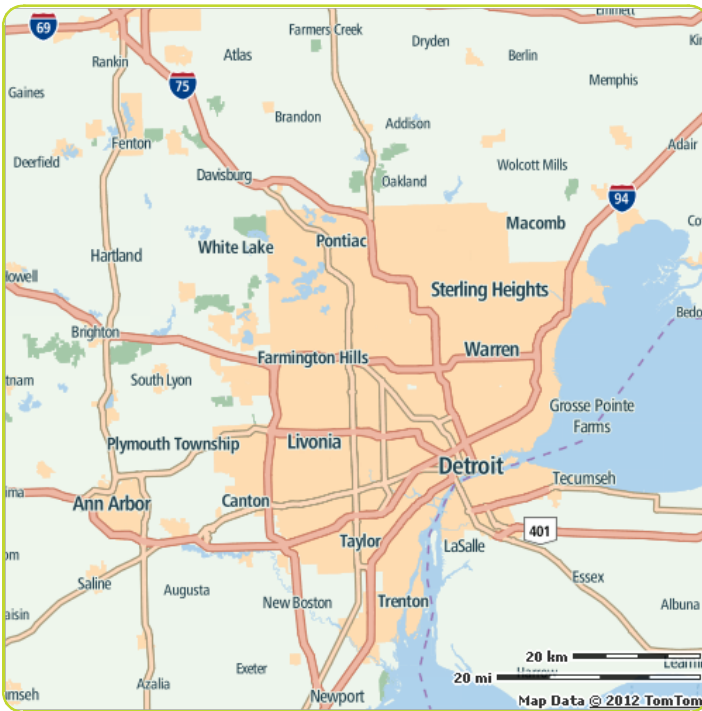 Emmett
69
Farmers Creek
Dryden
Rankin
Atlas
Berlin
75
Memphis
Gaines
Brandon
Addison
Fenton
Adair
Deerfield
Wolcott Mills
Davisburg
Oakland
94
Macomb
White Lake
Pontiac
Hartland
Sterling Heights
Brighton
Warren
Farmington Hills
South Lyon
Grosse Pointe
Farms
Plymouth Township
Livonia
Detroit
Tecumseh
Ann Arbor
Canton
401
Taylor
LaSalle
Saline
Augusta
Essex
New Boston
Trenton
Albuna
20 km
Exeter
20 mi
Azalia
Newport
Map Data © 2012 TomTom